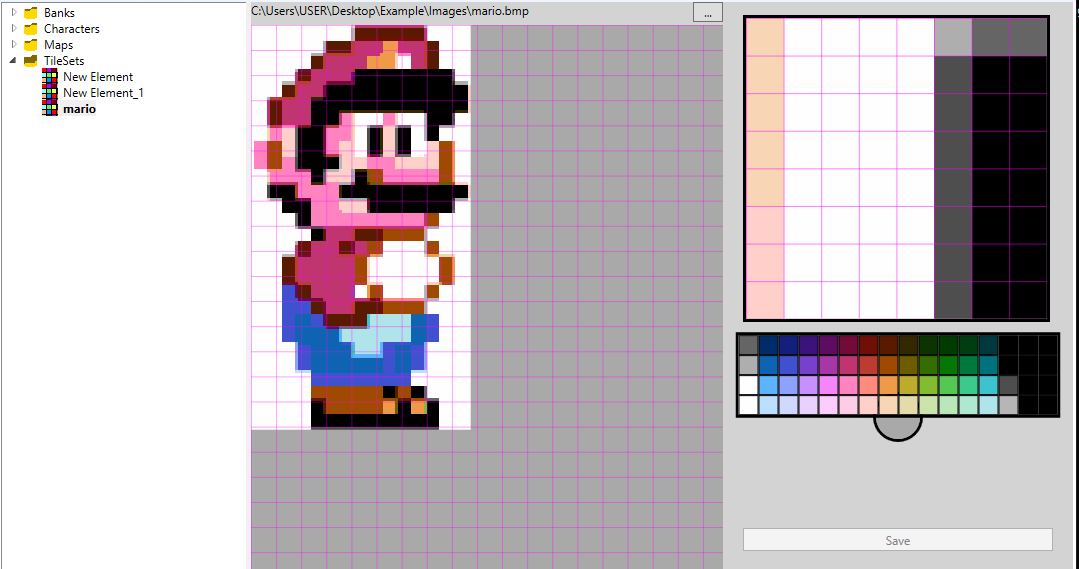 Banks
Characters
Maps
TileSets
New Element
New Element_1
mario
C:\Users\USER\Desktop\Example\Images\mario.bmp
...
Save